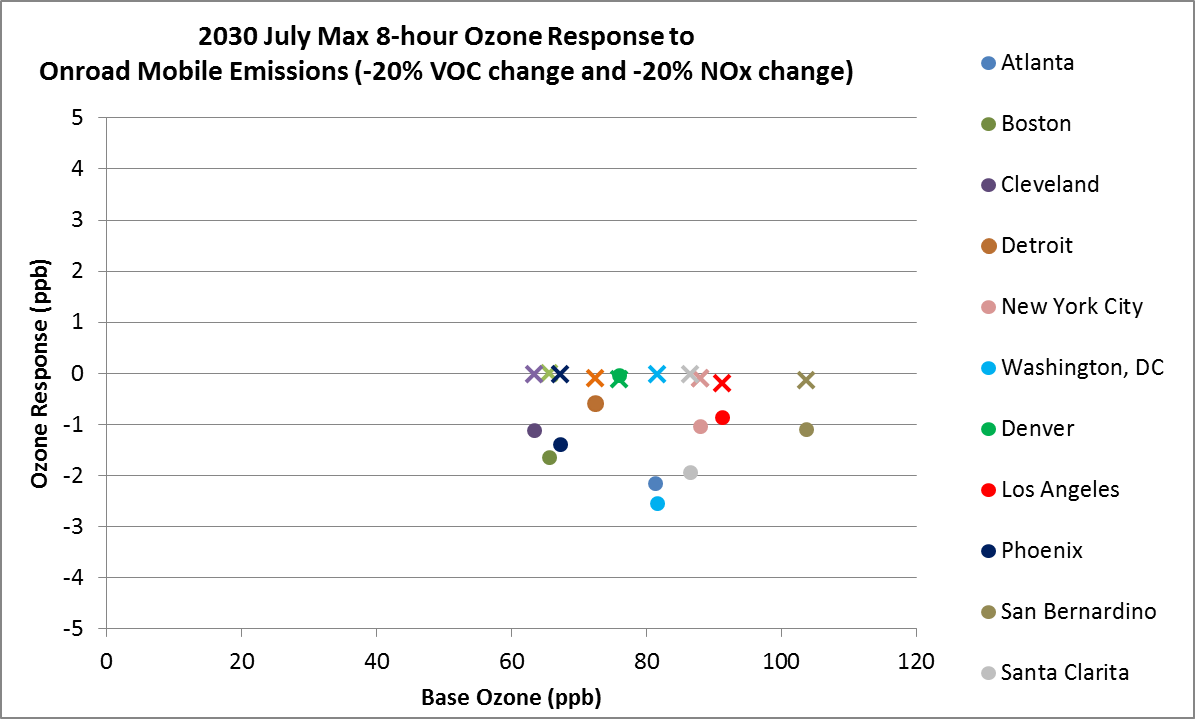 2030 July Max 8-hour Ozone Response to
Onroad Mobile Emissions (-20% VOC change and -20% NOx change)
5
4
3
2
1
0
-1
-2
-3
-4
-5
Ozone Response (ppb)
0 20 40 60 80 100 120
Base Ozone (ppb)
Atlanta
Boston
Cleveland
Detroit
New York City
Washington, DC
Denver
Los Angeles
Phoenix
San Bernardino
Santa Clarita